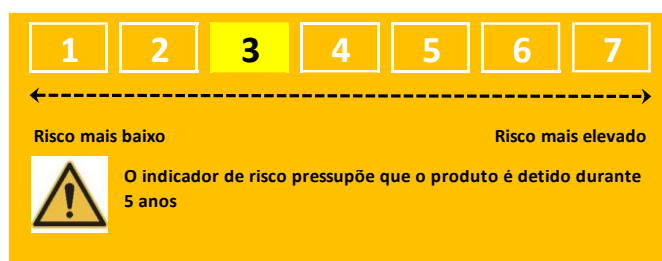 1 2 3 4 5 6 7
Risco mais baixo Risco mais elevado
O indicador de risco pressupõe que o produto é detido durante
5 anos